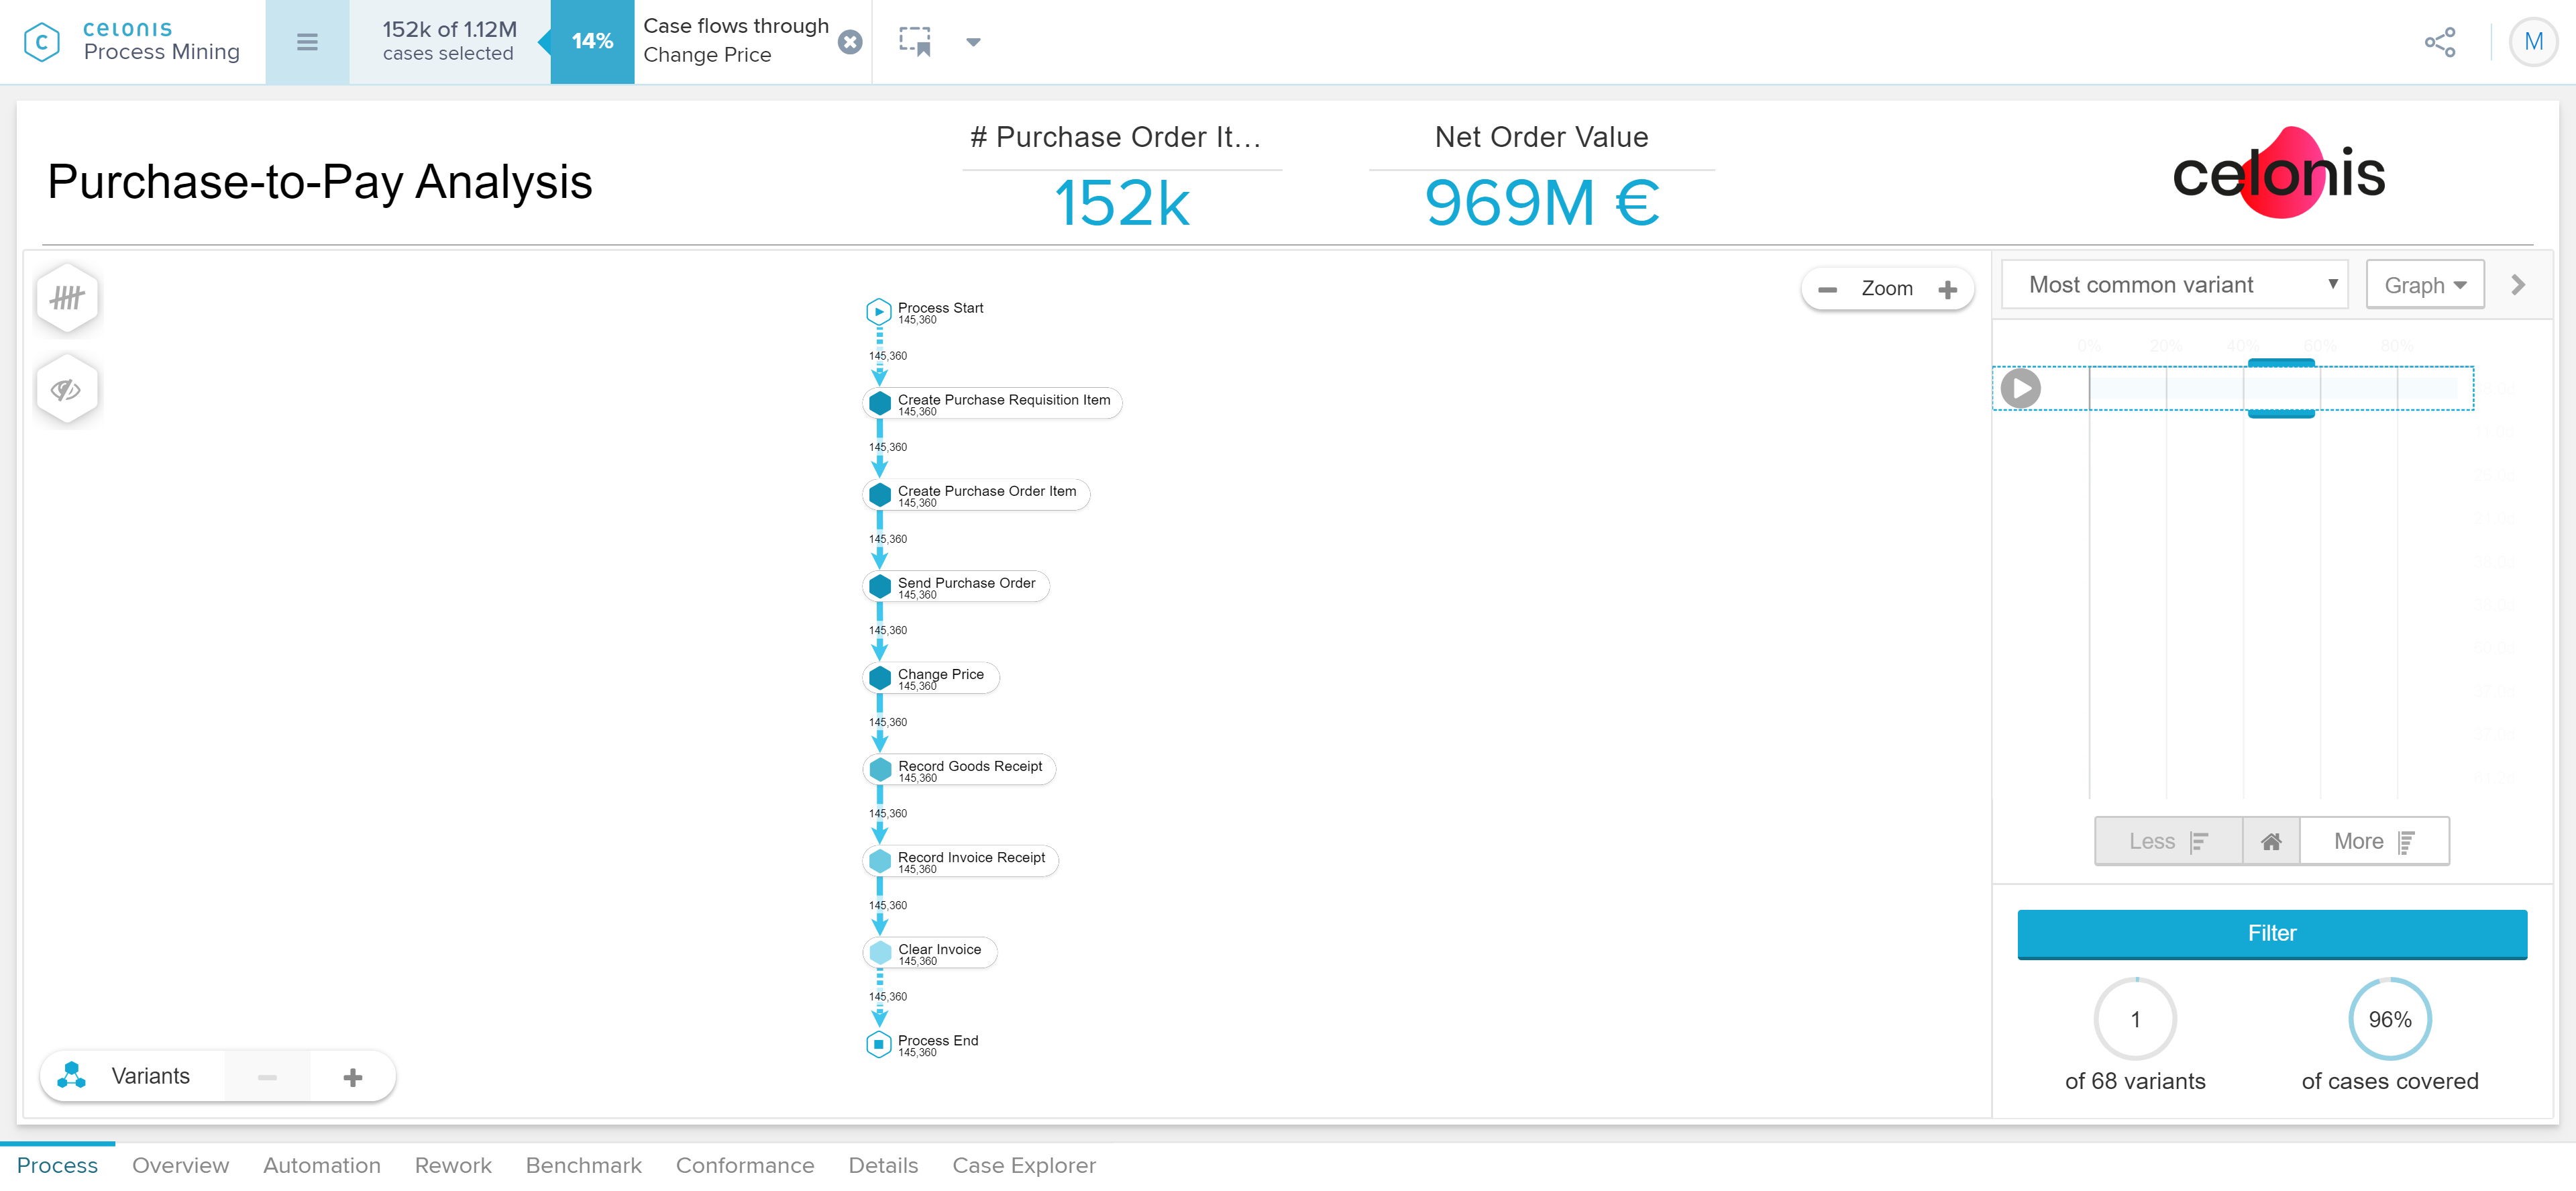 C
celonis
Process Mining
152k of 1.12M
cases selected
14%
Case flows through
Change Price
M
Purchase-to-Pay Analysis
# Purchase Order It...
152k
Net Order Value
969M €
celonis
Zoom
Most common variant
Graph
0%
20%
40%
60%
80%
Process Start
145,360
145,360
Create Purchase Requisition Item
145,360
145,360
Create Purchase Order Item
145,360
145,360
Send Purchase Order
145,360
145,360
Change Price
145,360
145,360
Record Goods Receipt
145,360
145,360
Record Invoice Receipt
145,360
145,360
Clear Invoice
145,360
145,360
Process End
145,360
Less
More
Filter
1
of 68 variants
96%
of cases covered
Variants
Process
Overview
Automation
Rework
Benchmark
Conformance
Details
Case Explorer